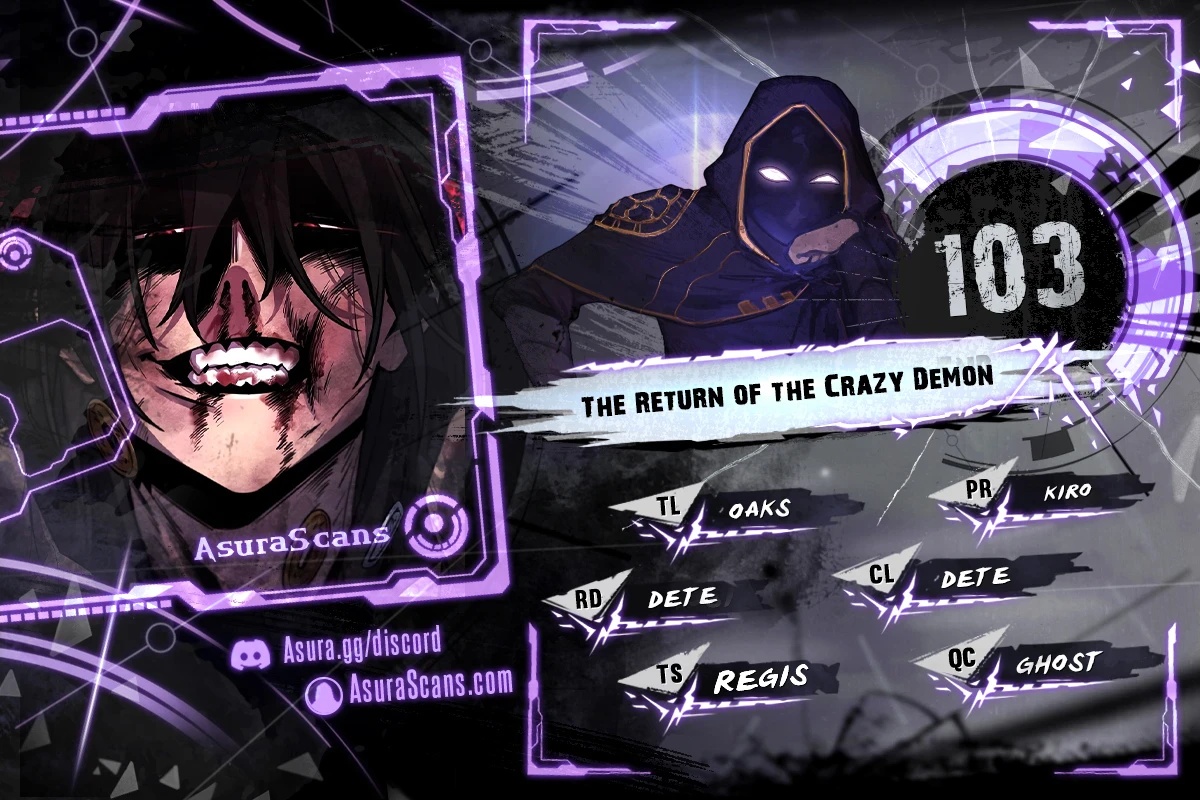 103
THE RETURN OF THE CRAZY DEMON
TL OAKS
PR KIRO
RD DETE
CL DETE
TS REGIS
QC GHOST
AsuraScans
Asura.gg/discord
AsuraScans.com